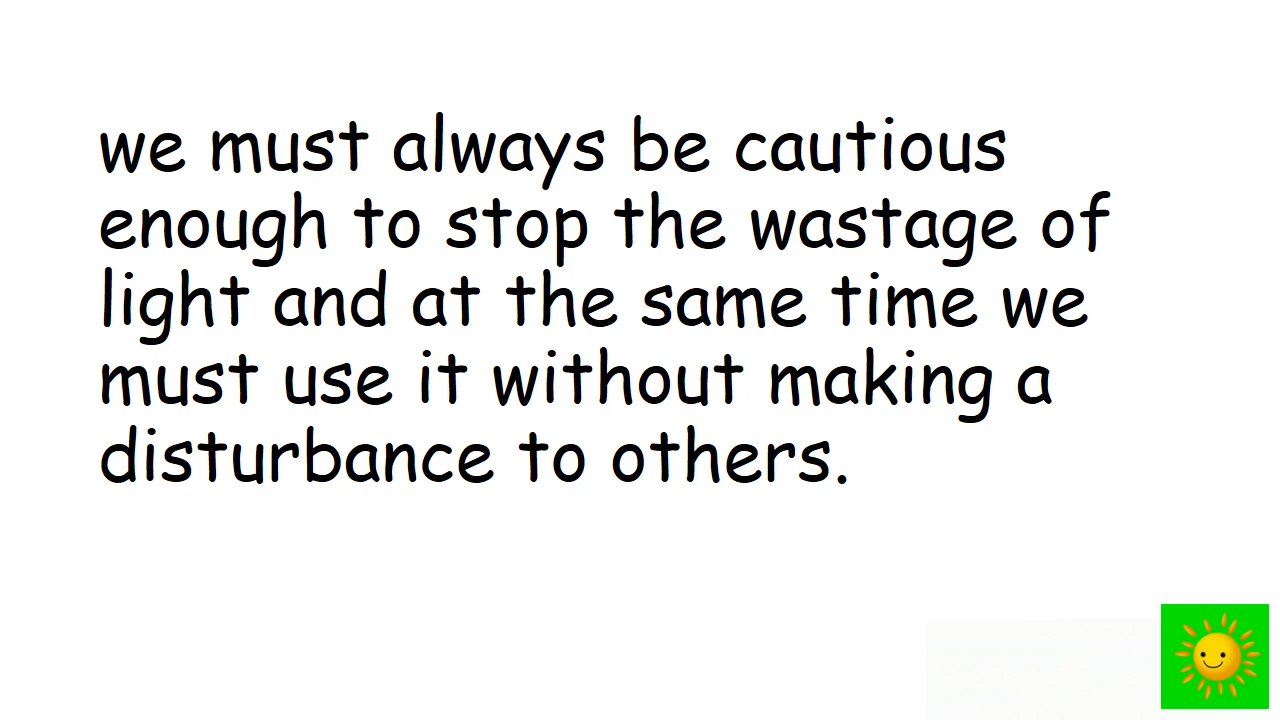 we must always be cautious
enough to stop the wastage of
light and at the same time we
must use it without making a
disturbance to others.